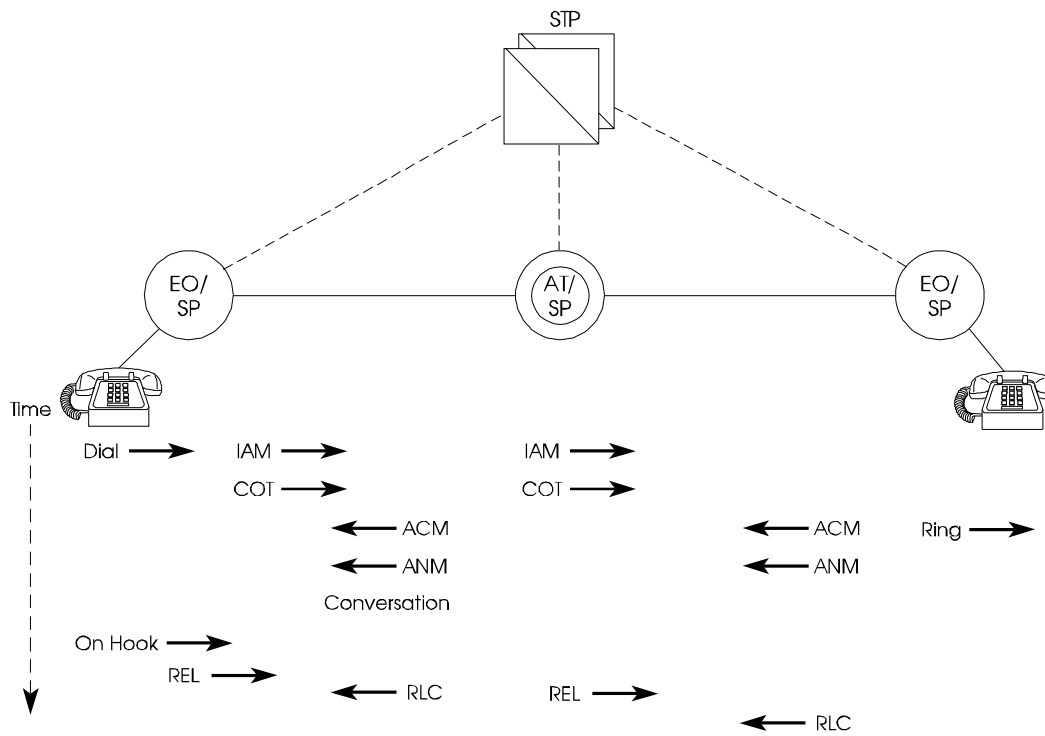 STP
EO/
SP
AT/
SP
EO/
SP
Time
Dial
IAM
IAM
COT
COT
ACM
ACM
Ring
ANM
ANM
Conversation
On Hook
REL
RLC
REL
RLC